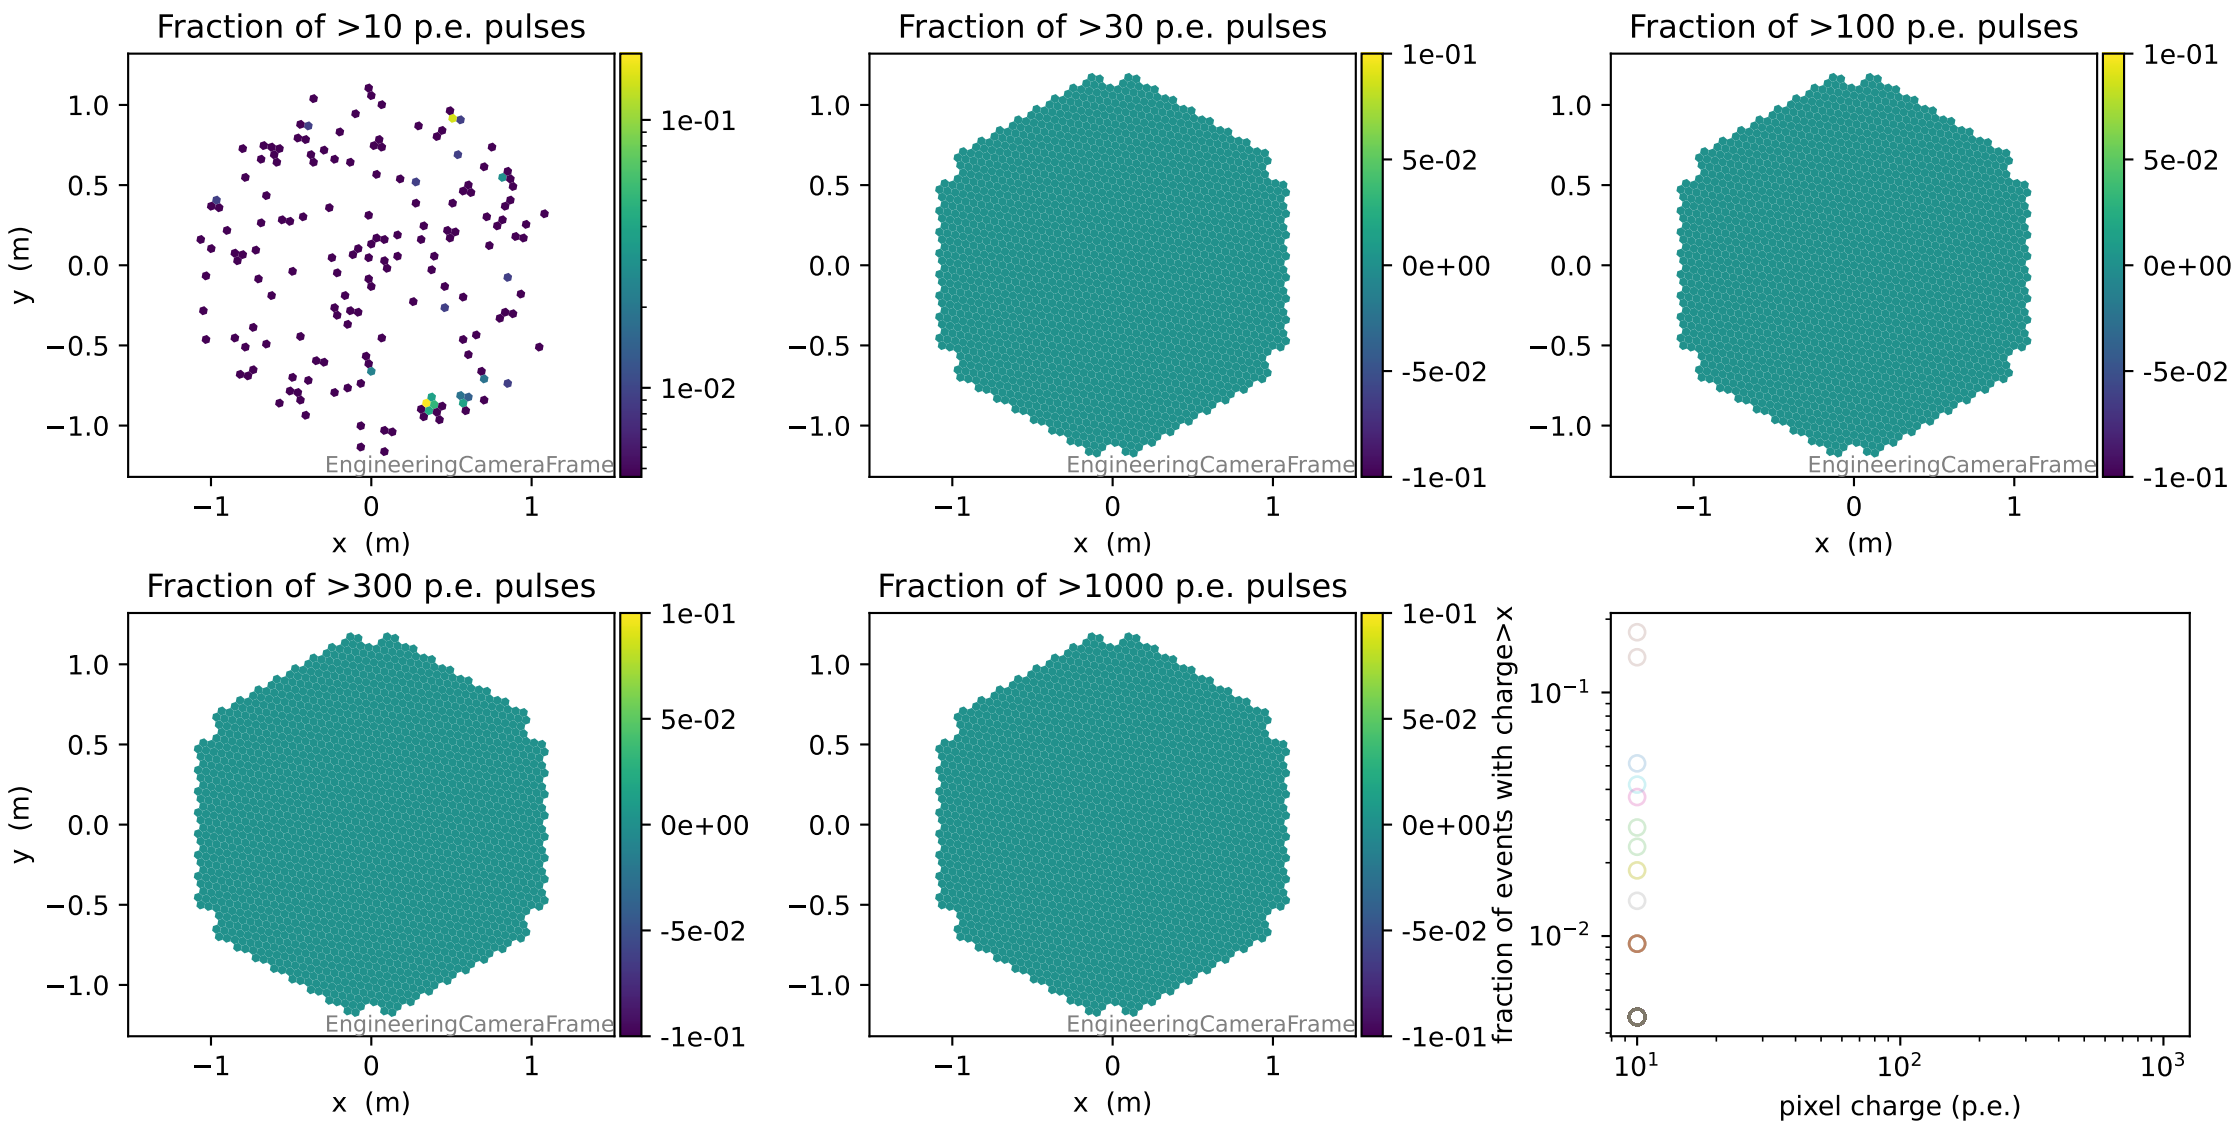 Fraction of >10 p.e. pulses
Fraction of >30 p.e. pulses
Fraction of >100 p.e. pulses
y (m)
1.0
0.5
0.0
−0.5
−1.0
−1
0
1
x (m)
EngineeringCameraFrame
1e-01
1e-02
1.0
0.5
0.0
−0.5
−1.0
−1
0
1
x (m)
EngineeringCameraFrame
1e-01
5e-02
0e+00
-5e-02
-1e-01
1.0
0.5
0.0
−0.5
−1.0
−1
0
1
x (m)
EngineeringCameraFrame
1e-01
5e-02
0e+00
-5e-02
-1e-01
Fraction of >300 p.e. pulses
Fraction of >1000 p.e. pulses
y (m)
1.0
0.5
0.0
−0.5
−1.0
−1
0
1
x (m)
EngineeringCameraFrame
1e-01
5e-02
0e+00
-5e-02
-1e-01
1.0
0.5
0.0
−0.5
−1.0
−1
0
1
x (m)
EngineeringCameraFrame
1e-01
5e-02
0e+00
-5e-02
-1e-01
fraction of events with charge>x
10⁻¹
10⁻²
10¹
10²
10³
pixel charge (p.e.)